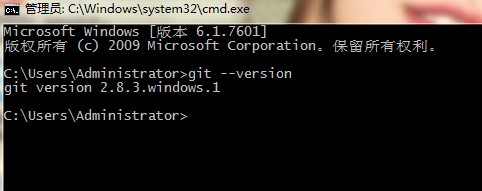 管理员: C:\Windows\system32\cmd.exe
Microsoft Windows [版本 6.1.7601]
版权所有 (c) 2009 Microsoft Corporation。保留所有权利。
C:\Users\Administrator>git --version
git version 2.8.3.windows.1
C:\Users\Administrator>